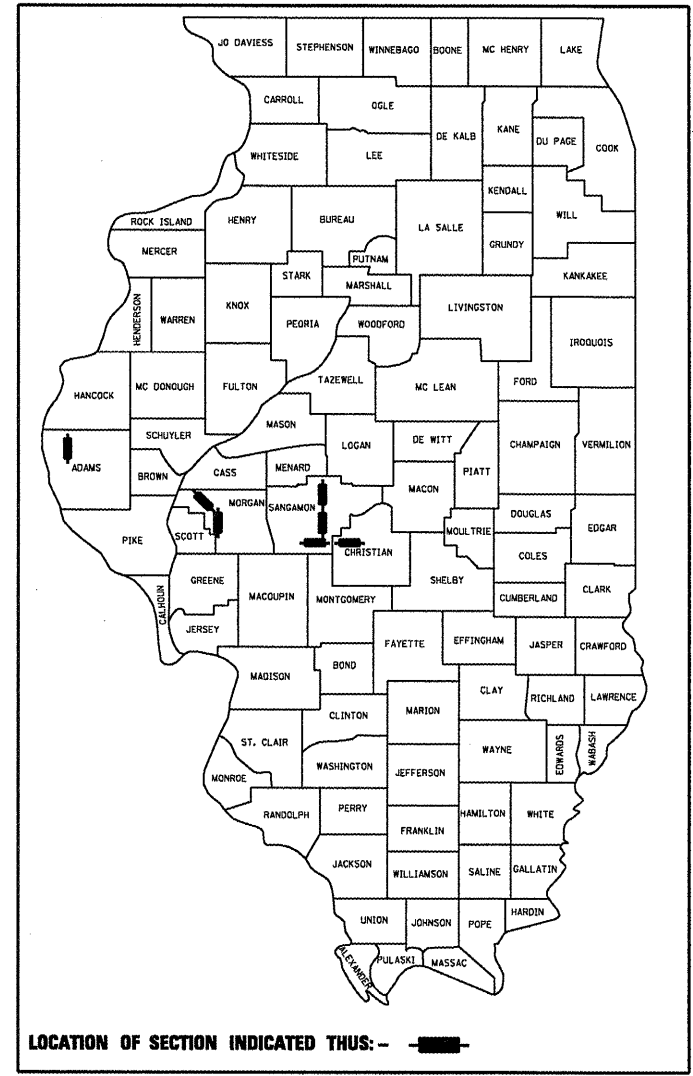 JO DAVIESS
STEPHENSON
WINNEBAGO
BOONE
MC HENRY
LAKE
CARROLL
OGLE
DE KALB
KANE
DU PAGE
COOK
WHITESIDE
LEE
KENDALL
WILL
ROCK ISLAND
HENRY
BUREAU
LA SALLE
GRUNDY
MERCER
PUTNAM
KANKAKEE
STARK
MARSHALL
HENDERSON
WARREN
KNOX
PEORIA
WOODFORD
LIVINGSTON
IROQUOIS
HANCOCK
MC DONOUGH
FULTON
TAZEWELL
MC LEAN
FORD
MASON
SCHUYLER
LOGAN
DE WITT
CHAMPAIGN
VERMILION
ADAMS
BROWN
CASS
MENARD
PIATT
MACON
MORGAN
SANGAMON
DOUGLAS
EDGAR
PIKE
SCOTT
CHRISTIAN
MOULTRIE
COLES
GREENE
MACOUPIN
MONTGOMERY
SHELBY
CUMBERLAND
CLARK
CALHOUN
JERSEY
FAYETTE
EFFINGHAM
JASPER
CRAWFORD
MADISON
BOND
CLAY
RICHLAND
LAWRENCE
CLINTON
MARION
ST. CLAIR
WAYNE
EDWARDS
WABASH
MONROE
WASHINGTON
JEFFERSON
RANDOLPH
PERRY
HAMILTON
WHITE
FRANKLIN
JACKSON
WILLIAMSON
SALINE
GALLATIN
UNION
JOHNSON
POPE
HARDIN
ALEXANDER
PULASKI
MASSAC
LOCATION OF SECTION INDICATED THUS: -